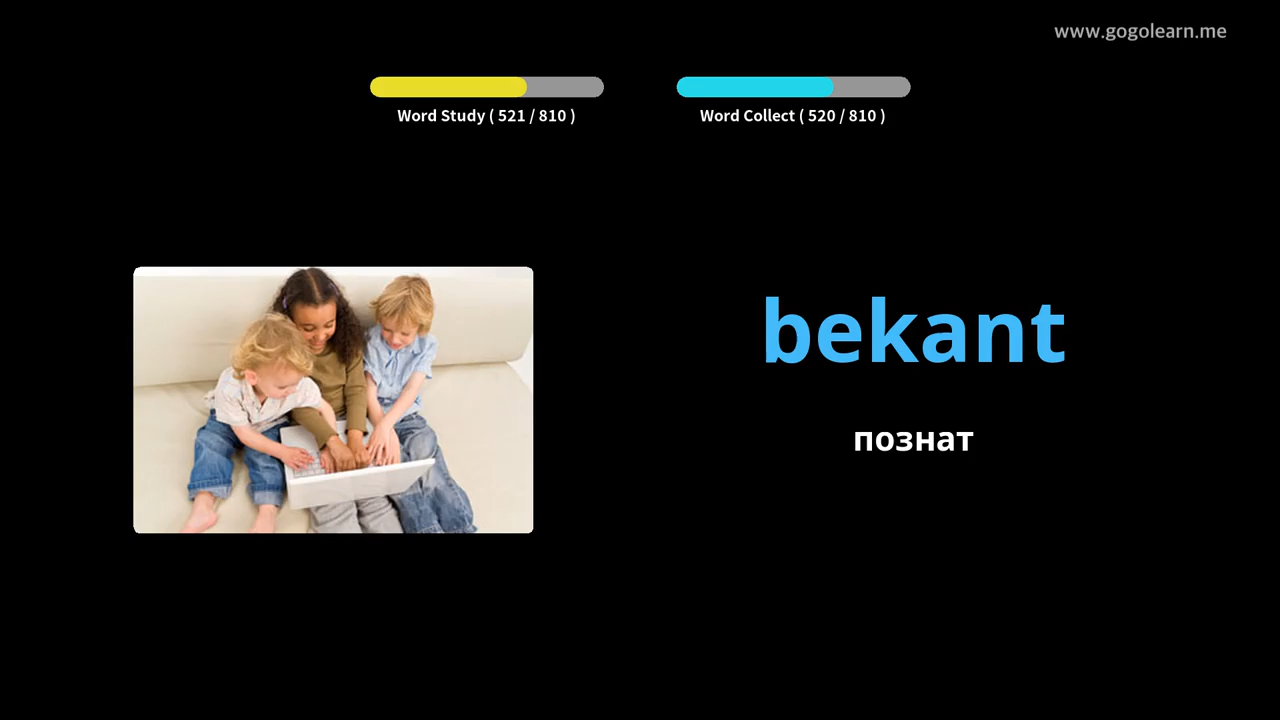 www.gogolearn.me
Word Study ( 521 / 810 )
Word Collect ( 520 / 810 )
bekant
познат